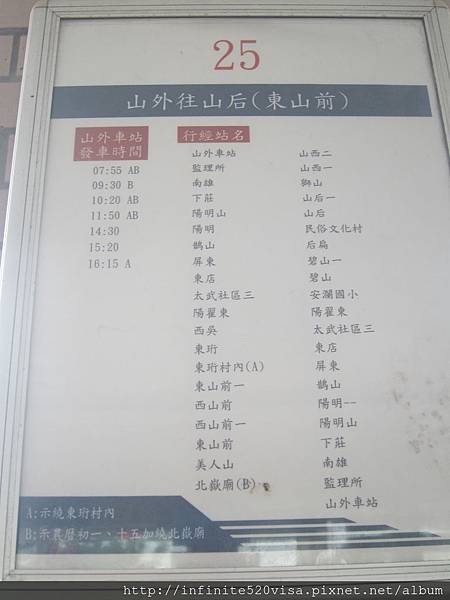 25
山外往山后(東山前)
山外車站
發車時間
07:55 AB
09:30 B
10:20 AB
11:50 AB
14:30
15:20
16:15 A
行經站名
山外車站
監理所
南雄
下莊
陽明山
陽明
鵲山
屏東
東店
太武社區三
陽翟東
西吳
東珩
東珩村內(A)
東山前一
西山前
西山前一
東山前
美人山
北嶽廟(B)
山西二
山西一
獅山
山后一
山后
民俗文化村
后扁
碧山一
碧山
安瀾國小
陽翟東
太武社區三
東店
屏東
鵲山
陽明--
陽明山
下莊
南雄
監理所
山外車站
A:示繞東珩村內
B:示農曆初一、十五加繞北嶽廟
http://infinite520visa.pixnet.net/album